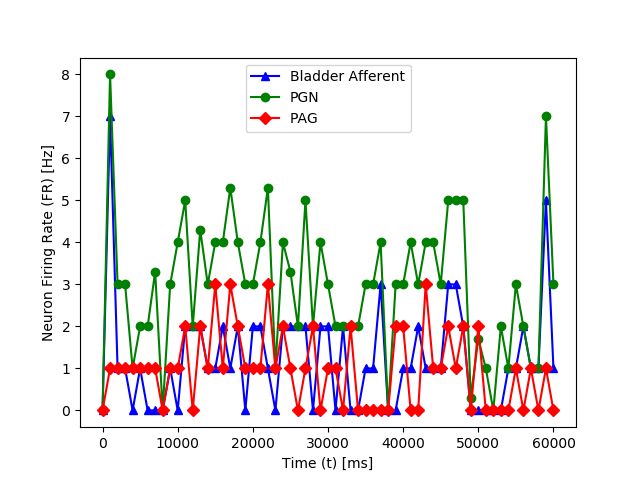 Bladder Afferent
PGN
PAG
8
7
6
5
4
3
2
1
0
Neuron Firing Rate (FR) [Hz]
0 10000 20000 30000 40000 50000 60000
Time (t) [ms]